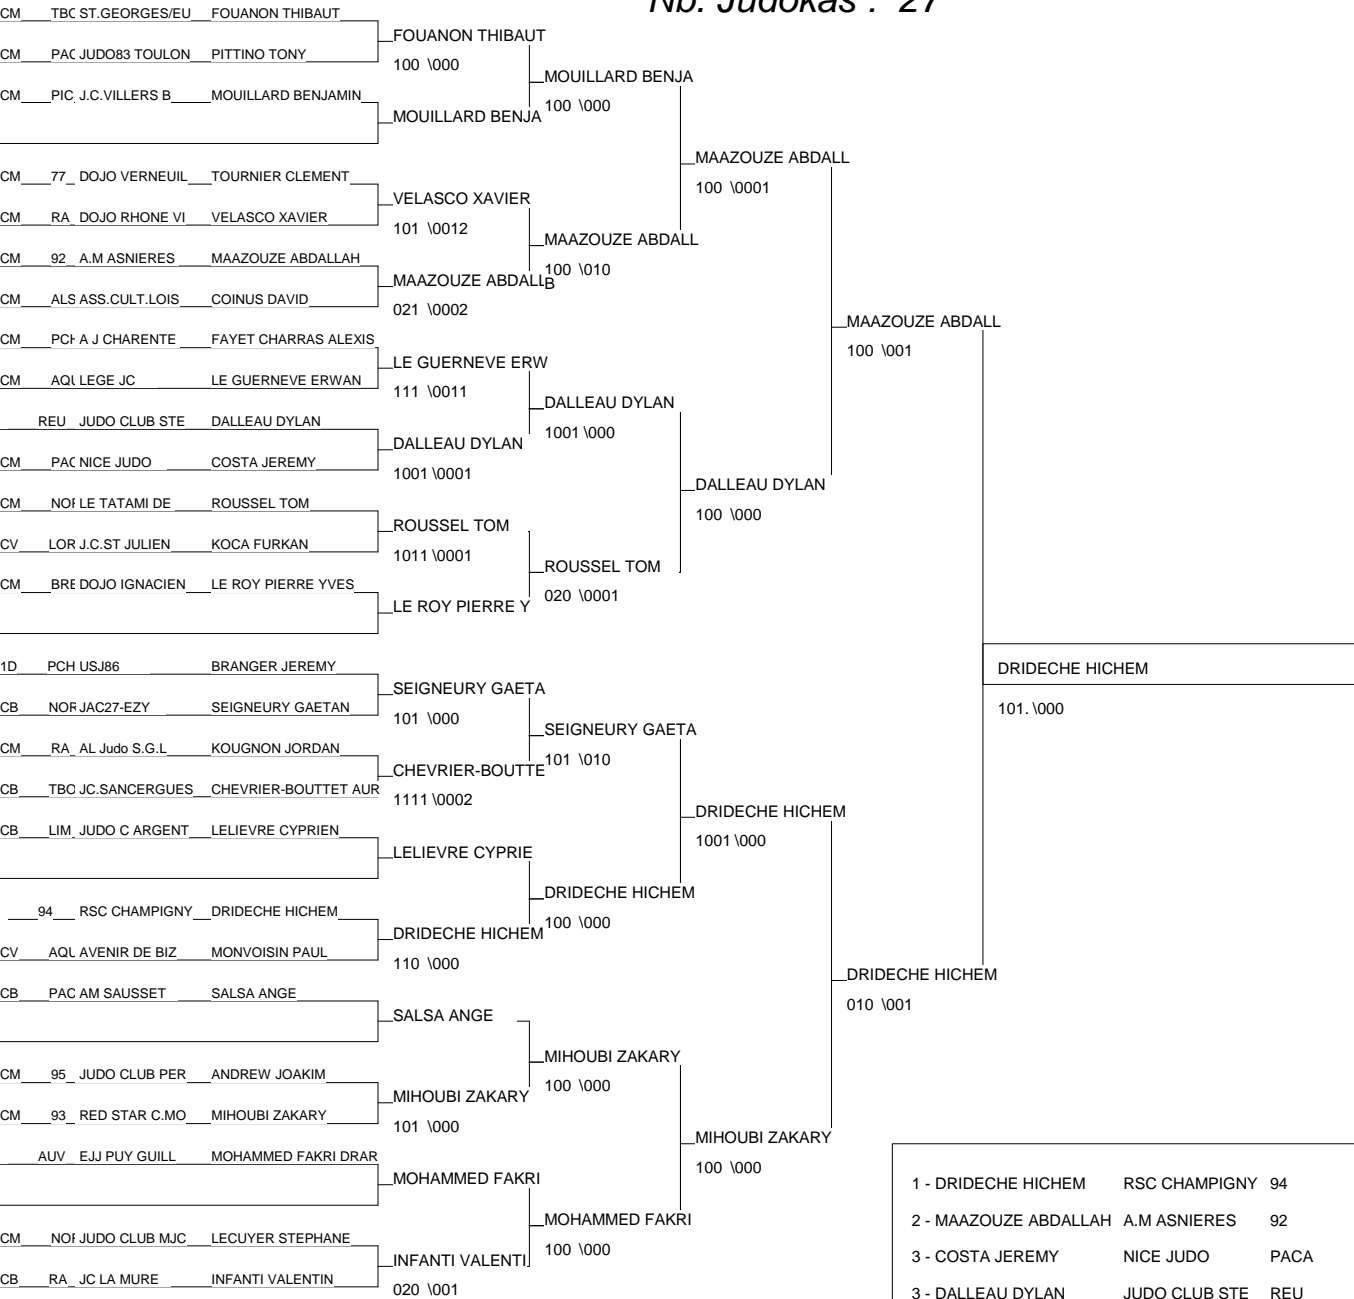 Nb. Judokas : 27
CM TBO ST.GEORGES/EU FOUANON THIBAUT
FOUANON THIBAUT
CM PAC JUDO83 TOULON PITTINO TONY
100 \000
MOUILLARD BENJA
CM PIC J.C.VILLERS B MOUILLARD BENJAMIN
100 \000
MOUILLARD BENJA
MAAZOUZE ABDALL
CM 77 DOJO VERNEUIL TOURNIER CLEMENT
100 \0001
VELASCO XAVIER
CM RA DOJO RHONE VI VELASCO XAVIER
101 \0012
MAAZOUZE ABDALL
CM 92 A.M ASNIERES MAAZOUZE ABDALLAH
100 \010
MAAZOUZE ABDALLB
CM ALS ASS.CULT.LOIS COINUS DAVID
021 \0002
MAAZOUZE ABDALL
CM PCH A J CHARENTE FAYET CHARRAS ALEXIS
100 \001
LE GUERNEVE ERW
CM AQU LEGE JC LE GUERNEVE ERWAN
111 \0011
DALLEAU DYLAN
REU JUDO CLUB STE DALLEAU DYLAN
1001 \000
DALLEAU DYLAN
CM PAC NICE JUDO COSTA JEREMY
1001 \0001
DALLEAU DYLAN
CM NOR LE TATAMI DE ROUSSEL TOM
100 \000
ROUSSEL TOM
CV LOR J.C.ST JULIEN KOCA FURKAN
1011 \0001
ROUSSEL TOM
CM BRE DOJO IGNACIEN LE ROY PIERRE YVES
020 \0001
LE ROY PIERRE Y
1D PCH USJ86 BRANGER JEREMY
DRIDECHE HICHEM
SEIGNEURY GAETA
CB NOR JAC27-EZY SEIGNEURY GAETAN
101. \000
101 \000
SEIGNEURY GAETA
CM RA AL Judo S.G.L KOUGNON JORDAN
101 \010
CHEVRIER-BOUTTE
CB TBO JC.SANCERGUES CHEVRIER-BOUTTET AUR
1111 \0002
DRIDECHE HICHEM
CB LIM JUDO C ARGENT LELIEVRE CYPRIEN
1001 \000
LELIEVRE CYPRIE
DRIDECHE HICHEM
94 RSC CHAMPIGNY DRIDECHE HICHEM
100 \000
DRIDECHE HICHEM
CV AQU AVENIR DE BIZ MONVOISIN PAUL
110 \000
DRIDECHE HICHEM
CB PAC AM SAUSSET SALSA ANGE
010 \001
SALSA ANGE
MIHOUBI ZAKARY
CM 95 JUDO CLUB PER ANDREW JOAKIM
100 \000
MIHOUBI ZAKARY
CM 93 RED STAR C.MO MIHOUBI ZAKARY
101 \000
MIHOUBI ZAKARY
AUV EJJ PUY GUILL MOHAMMED FAKRI DRAR
100 \000
MOHAMMED FAKRI
1 - DRIDECHE HICHEM RSC CHAMPIGNY 94
MOHAMMED FAKRI
2 - MAAZOUZE ABDALLAH A.M ASNIERES 92
CM NOR JUDO CLUB MJC LECUYER STEPHANE
100 \000
INFANTI VALENTI
3 - COSTA JEREMY NICE JUDO PACA
CB RA JC LA MURE INFANTI VALENTIN
020 \001
3 - DALLEAU DYLAN JUDO CLUB STE REU